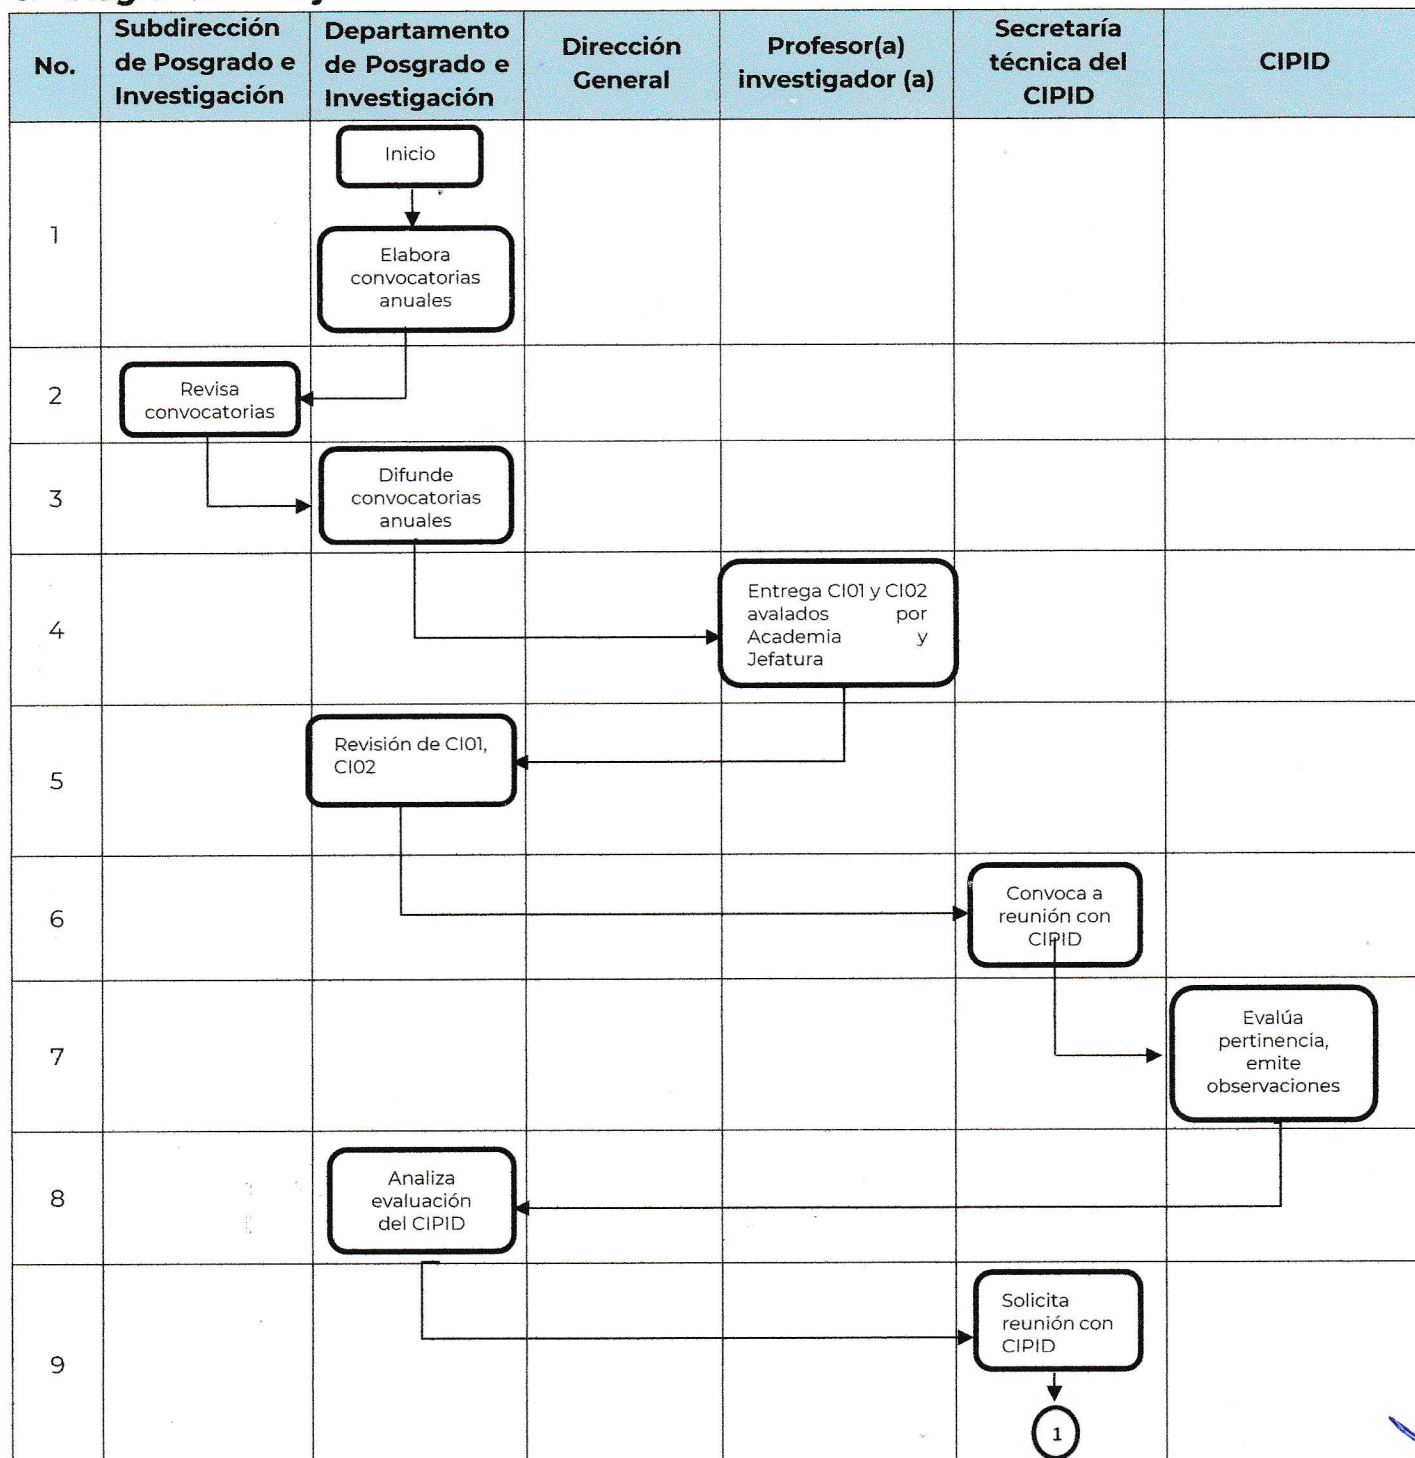 No.
Subdirección
de Posgrado e
Investigación
Departamento
de Posgrado e
Investigación
Dirección
General
Profesor(a)
investigador (a)
Secretaría
técnica del
CIPID
CIPID
1
Inicio
Elabora
convocatorias
anuales
2
Revisa
convocatorias
3
Difunde
convocatorias
anuales
4
Entrega CI01 y CI02
avalados por
Academia y
Jefatura
5
Revisión de CI01,
CI02
6
Convoca a
reunión con
CIPID
7
Evalúa
pertinencia,
emite
observaciones
8
Analiza
evaluación
del CIPID
9
Solicita
reunión con
CIPID
1